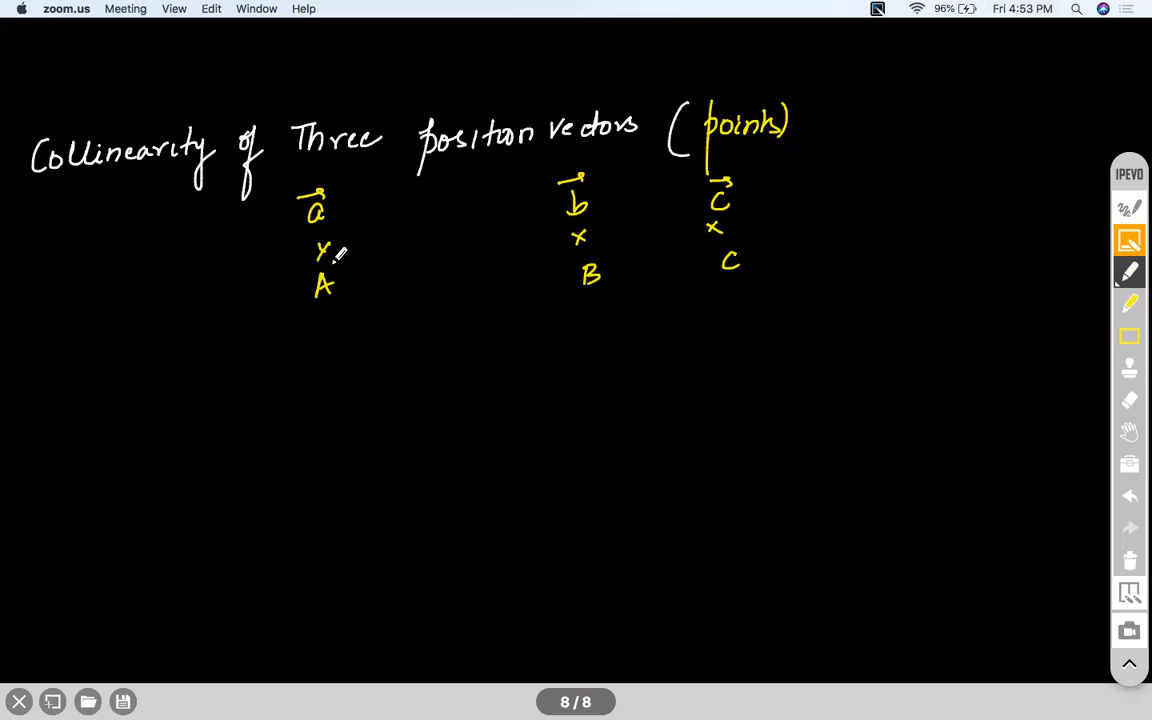 zoom.us Meeting View Edit Window Help 96% Fri 4:53 PM
Collinearity of Three position vectors (points)
a b c
x x x
A B C
IPEVO
8 / 8